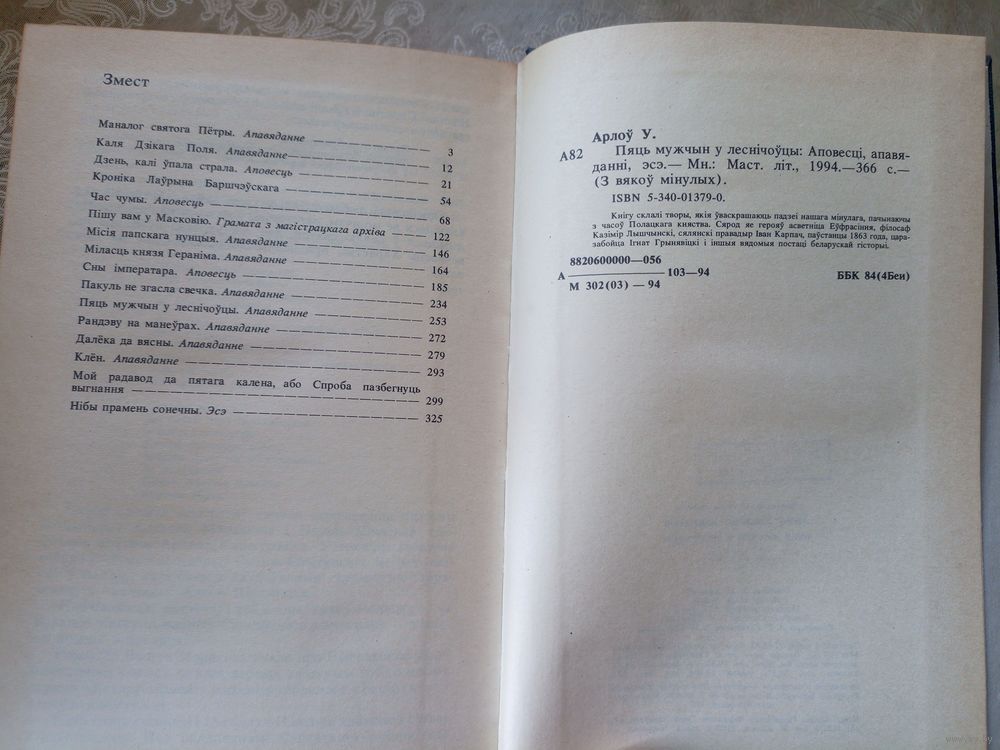 Змест
Маналог святога Пётры. Апавяданне 3
Каля Дзікага Поля. Апавяданне 12
Дзень, калі ўпала страла. Аповесць 21
Кроніка Лаўрына Баршчэўскага 54
Час чумы. Аповесць 68
Пішу вам у Масковію. Грамата з магістрацкага архіва 122
Місія папскага нунцыя. Апавяданне 146
Міласць князя Гераніма. Апавяданне 164
Сны імператара. Аповесць 185
Пакуль не згасла свечка. Апавяданне 234
Пяць мужчын у леснічоўцы. Апавяданне 253
Рандэву на манеўрах. Апавяданне 272
Далёка да вясны. Апавяданне 279
Клён. Апавяданне 293
Мой радавод да пятага калена, або Спроба пазбегнуць
выгнання 299
Нібы прамень сонечны. Эсэ 325
Арлоў У.
А82 Пяць мужчын у леснічоўцы: Аповесці, апавя-
данні, эсэ.— Мн.: Маст. літ., 1994.—366 с.—
(З вякоў мінулых).
ISBN 5-340-01379-0.
Кнігу склалі творы, якія ўваскрашаюць падзеі нашага мінулага, пачынаючы
з часоў Полацкага княства. Сярод яе герояў асветніца Еўфрасіння, філосаф
Казімір Лышчынскі, сялянскі правадыр Іван Карпач, паўстанцы 1863 года, цара-
забойца Ігнат Грынявіцкі і іншыя вядомыя постаці беларускай гісторыі.
8820600000—056
А 103—94 ББК 84(4Беи)
М 302(03) — 94